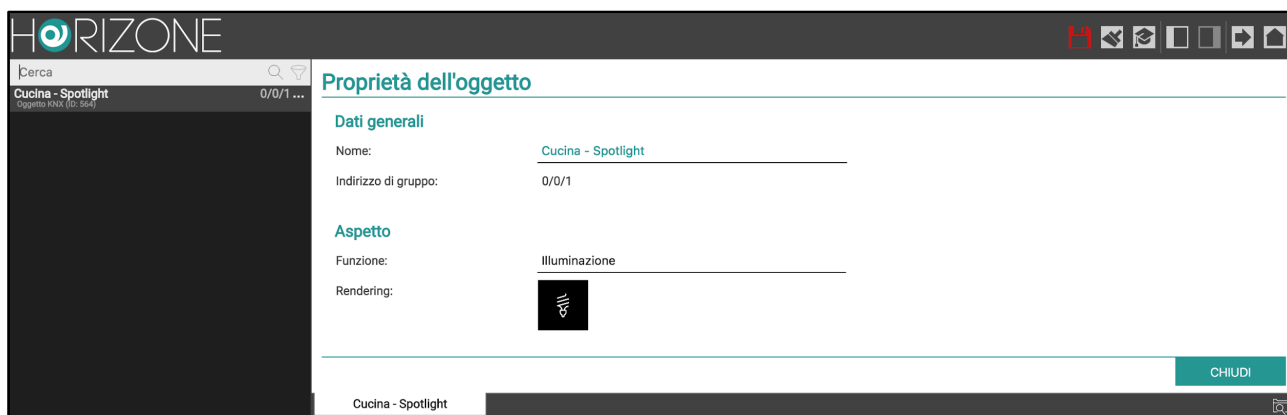 HORIZONE
Cerca
Cucina - Spotlight 0/0/1 ...
Oggetto KNX (ID: 564)
Proprietà dell'oggetto
Dati generali
Nome: Cucina - Spotlight
Indirizzo di gruppo: 0/0/1
Aspetto
Funzione: Illuminazione
Rendering:
CHIUDI
Cucina - Spotlight